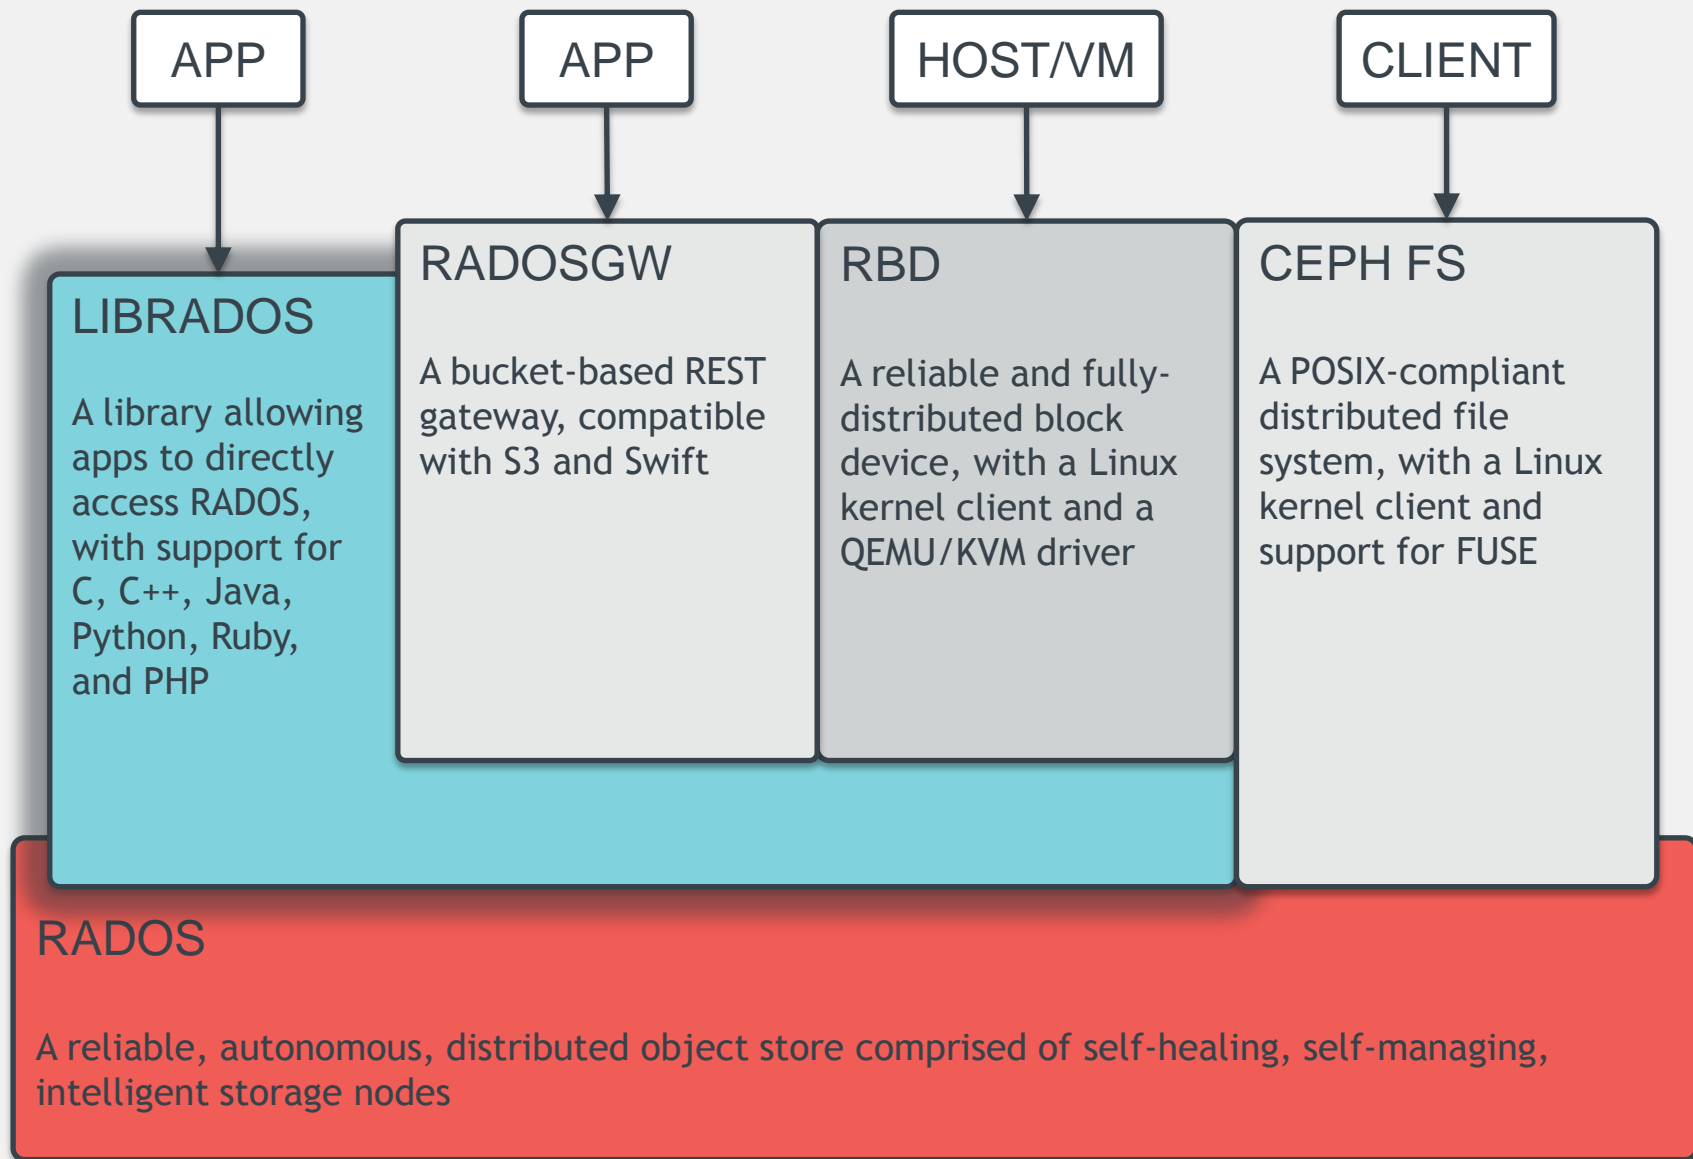 APP
APP
HOST/VM
CLIENT
LIBRADOS
A library allowing
apps to directly
access RADOS,
with support for
C, C++, Java,
Python, Ruby,
and PHP
RADOSGW
A bucket-based REST
gateway, compatible
with S3 and Swift
RBD
A reliable and fully-
distributed block
device, with a Linux
kernel client and a
QEMU/KVM driver
CEPH FS
A POSIX-compliant
distributed file
system, with a Linux
kernel client and
support for FUSE
RADOS
A reliable, autonomous, distributed object store comprised of self-healing, self-managing,
intelligent storage nodes